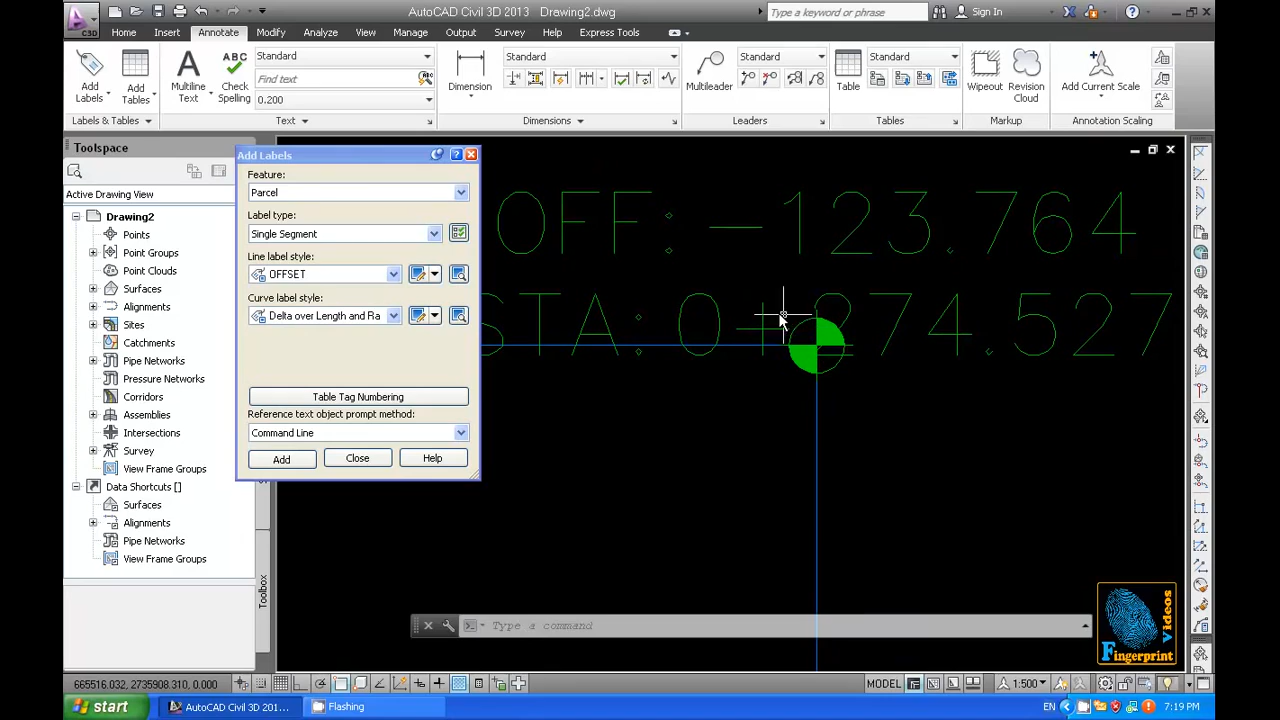 AutoCAD Civil 3D 2013 Drawing2.dwg
Type a keyword or phrase
Sign In
C3D
Home Insert Annotate Modify Analyze View Manage Output Survey Help Express Tools
Add Labels
Add Tables
Labels & Tables
Multiline Text
ABC
Check Spelling
Standard
Find text
0.200
Text
Dimension
Standard
Dimensions
Multileader
Standard
Leaders
Table
Standard
Tables
Wipeout
Revision Cloud
Markup
Add Current Scale
Annotation Scaling
Toolspace
Active Drawing View
Drawing2
Points
Point Groups
Point Clouds
Surfaces
Alignments
Sites
Catchments
Pipe Networks
Pressure Networks
Corridors
Assemblies
Intersections
Survey
View Frame Groups
Data Shortcuts []
Surfaces
Alignments
Pipe Networks
View Frame Groups
Toolbox
Add Labels
Feature:
Parcel
Label type:
Single Segment
Line label style:
OFFSET
Curve label style:
Delta over Length and Ra
Table Tag Numbering
Reference text object prompt method:
Command Line
Add Close Help
OFF: -123.764
STA: 0+274.527
Type a command
Fingerprint
Videos
665516.032, 2735908.310, 0.000
MODEL
1:500
start
AutoCAD Civil 3D 201...
Flashing
EN
7:19 PM